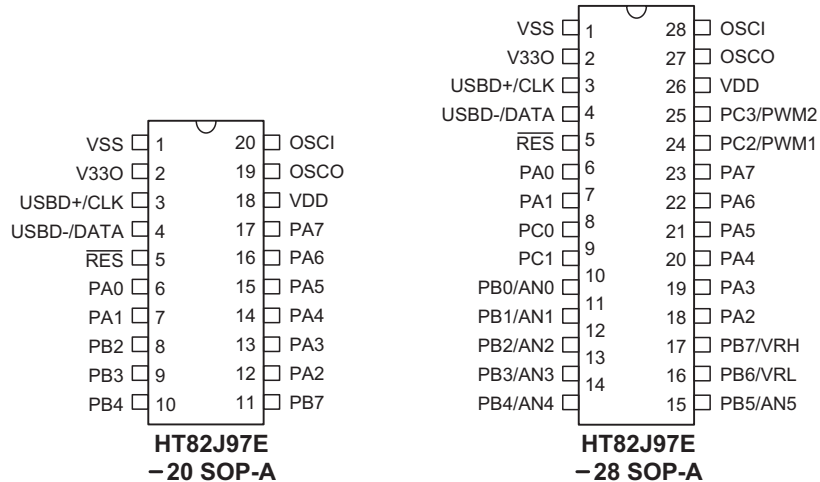 VSS 1 20 OSCI
V33O 2 19 OSCO
USBD+/CLK 3 18 VDD
USBD-/DATA 4 17 PA7
RES 5 16 PA6
PA0 6 15 PA5
PA1 7 14 PA4
PB2 8 13 PA3
PB3 9 12 PA2
PB4 10 11 PB7
HT82J97E
–20 SOP-A
VSS 1 28 OSCI
V33O 2 27 OSCO
USBD+/CLK 3 26 VDD
USBD-/DATA 4 25 PC3/PWM2
RES 5 24 PC2/PWM1
PA0 6 23 PA7
PA1 7 22 PA6
PC0 8 21 PA5
PC1 9 20 PA4
PB0/AN0 10 19 PA3
PB1/AN1 11 18 PA2
PB2/AN2 12 17 PB7/VRH
PB3/AN3 13 16 PB6/VRL
PB4/AN4 14 15 PB5/AN5
HT82J97E
–28 SOP-A